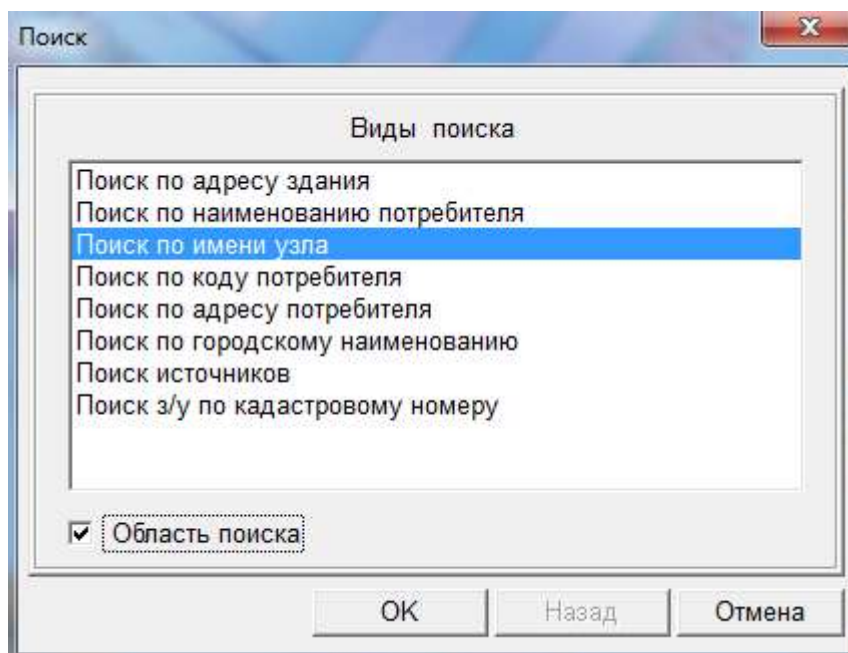 Поиск
Виды поиска
Поиск по адресу здания
Поиск по наименованию потребителя
Поиск по имени узла
Поиск по коду потребителя
Поиск по адресу потребителя
Поиск по городскому наименованию
Поиск источников
Поиск з/у по кадастровому номеру
Область поиска
OK Назад Отмена